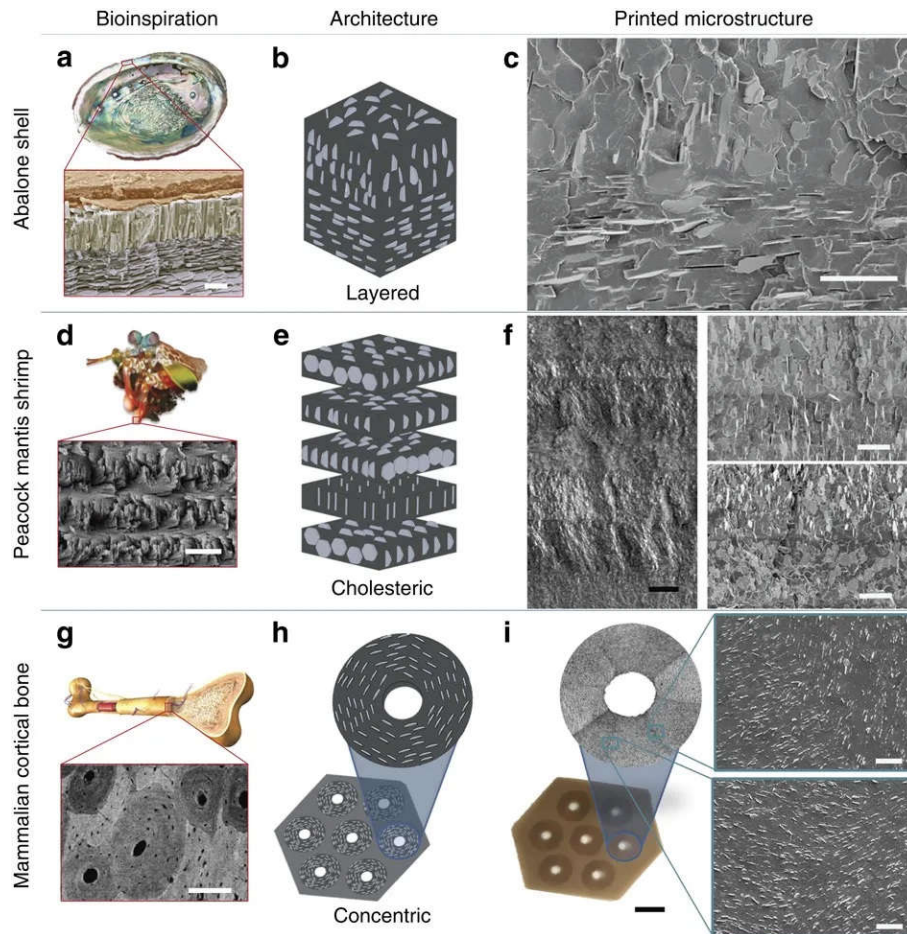 Bioinspiration
Architecture
Printed microstructure
Abalone shell
a
b
c
Layered
Peacock mantis shrimp
d
e
f
Cholesteric
Mammalian cortical bone
g
h
i
Concentric